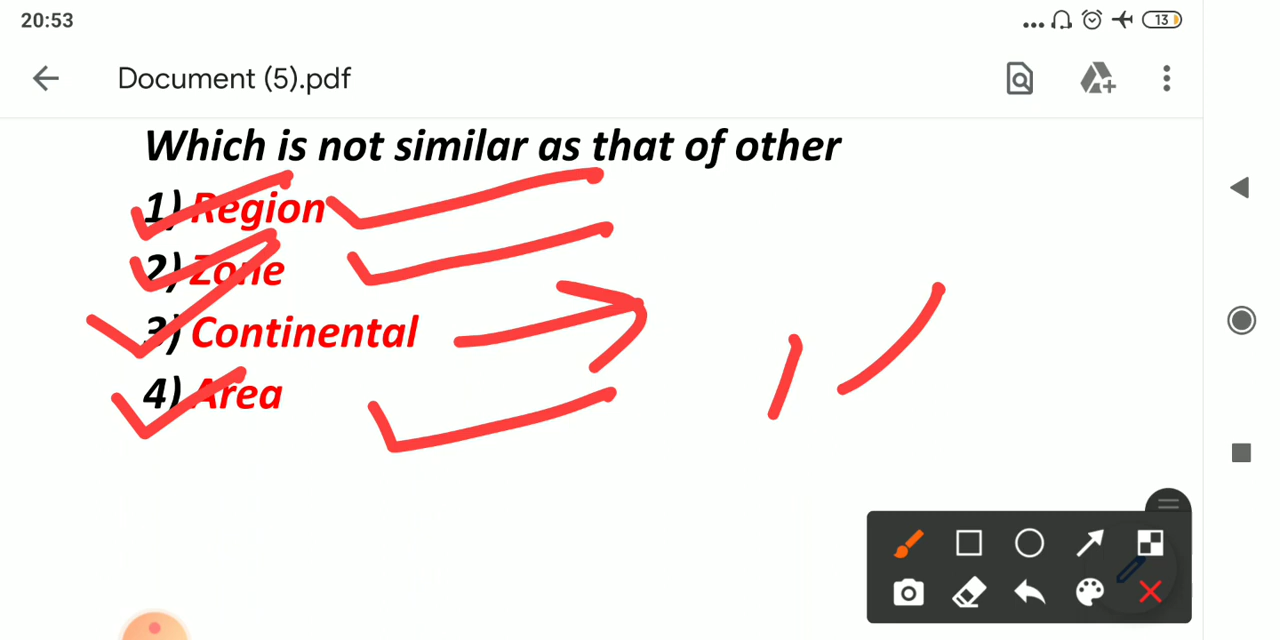 20:53
13
Document (5).pdf
Which is not similar as that of other
1) Region
2) Zone
3) Continental
4) Area